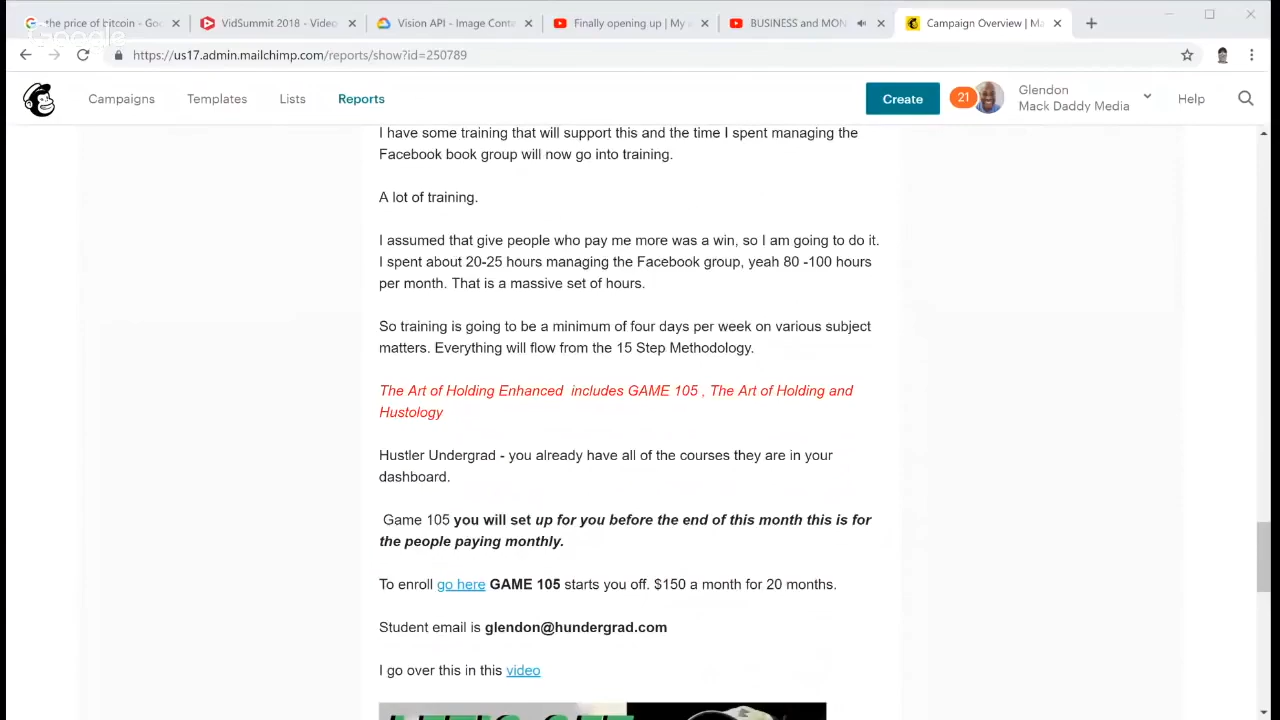 the price of bitcoin - Goo
VidSummit 2018 - Video
Vision API - Image Conta
Finally opening up | My
BUSINESS and MON
Campaign Overview | Ma
Google
https://us17.admin.mailchimp.com/reports/show?id=250789
Campaigns
Templates
Lists
Reports
Create
21
Glendon
Mack Daddy Media
Help
I have some training that will support this and the time I spent managing the
Facebook book group will now go into training.
A lot of training.
I assumed that give people who pay me more was a win, so I am going to do it.
I spent about 20-25 hours managing the Facebook group, yeah 80 -100 hours
per month. That is a massive set of hours.
So training is going to be a minimum of four days per week on various subject
matters. Everything will flow from the 15 Step Methodology.
The Art of Holding Enhanced  includes GAME 105 , The Art of Holding and
Hustology
Hustler Undergrad - you already have all of the courses they are in your
dashboard.
Game 105 you will set up for you before the end of this month this is for
the people paying monthly.
To enroll go here GAME 105 starts you off. $150 a month for 20 months.
Student email is glendon@hundergrad.com
I go over this in this video
LET'S GET